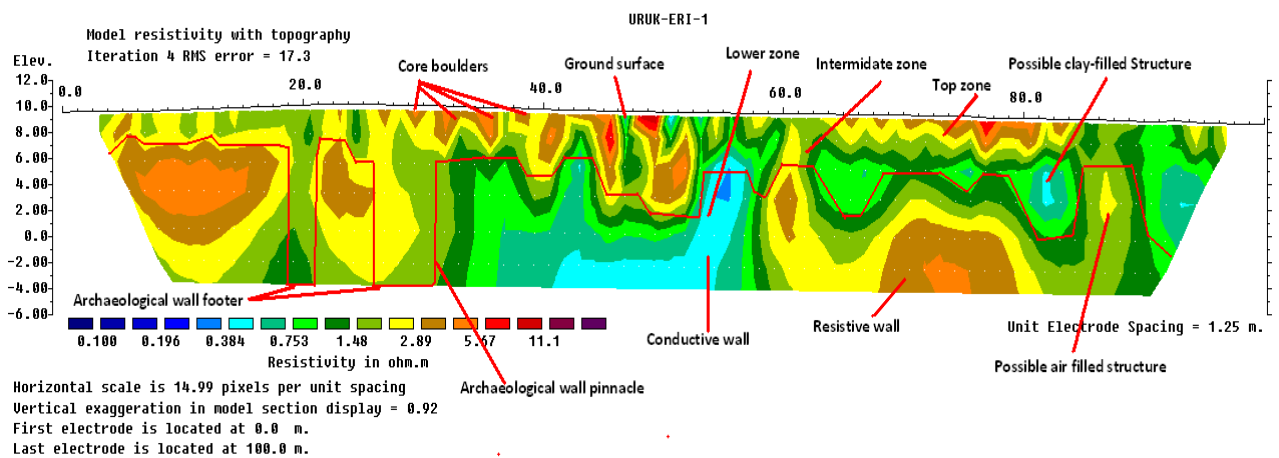 URUK-ERI-1
Model resistivity with topography
Iteration 4 RMS error = 17.3
Lower zone
Elev.
Core boulders
Ground surface
Intermidate zone
Possible clay-filled Structure
12.0
0.0
20.0
40.0
60.0
Top zone
80.0
10.0
8.00
6.00
4.00
2.00
0.0
-2.00
-4.00
-6.00
Archaeological wall footer
Conductive wall
Resistive wall
Unit Electrode Spacing = 1.25 m.
0.100 0.196 0.384 0.753 1.48 2.89 5.67 11.1
Resistivity in ohm.m
Possible air filled structure
Archaeological wall pinnacle
Horizontal scale is 14.99 pixels per unit spacing
Vertical exaggeration in model section display = 0.92
First electrode is located at 0.0 m.
Last electrode is located at 100.0 m.